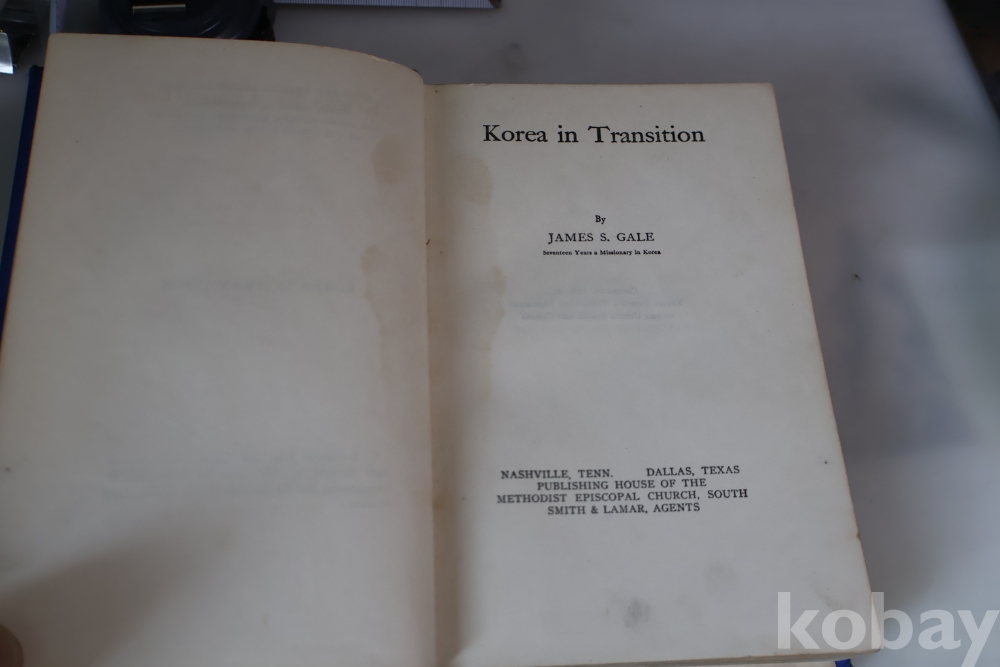 Korea in Transition
By
JAMES S. GALE
Seventeen Years a Missionary in Korea
NASHVILLE, TENN. DALLAS, TEXAS
PUBLISHING HOUSE OF THE
METHODIST EPISCOPAL CHURCH, SOUTH
SMITH & LAMAR, AGENTS
kobay